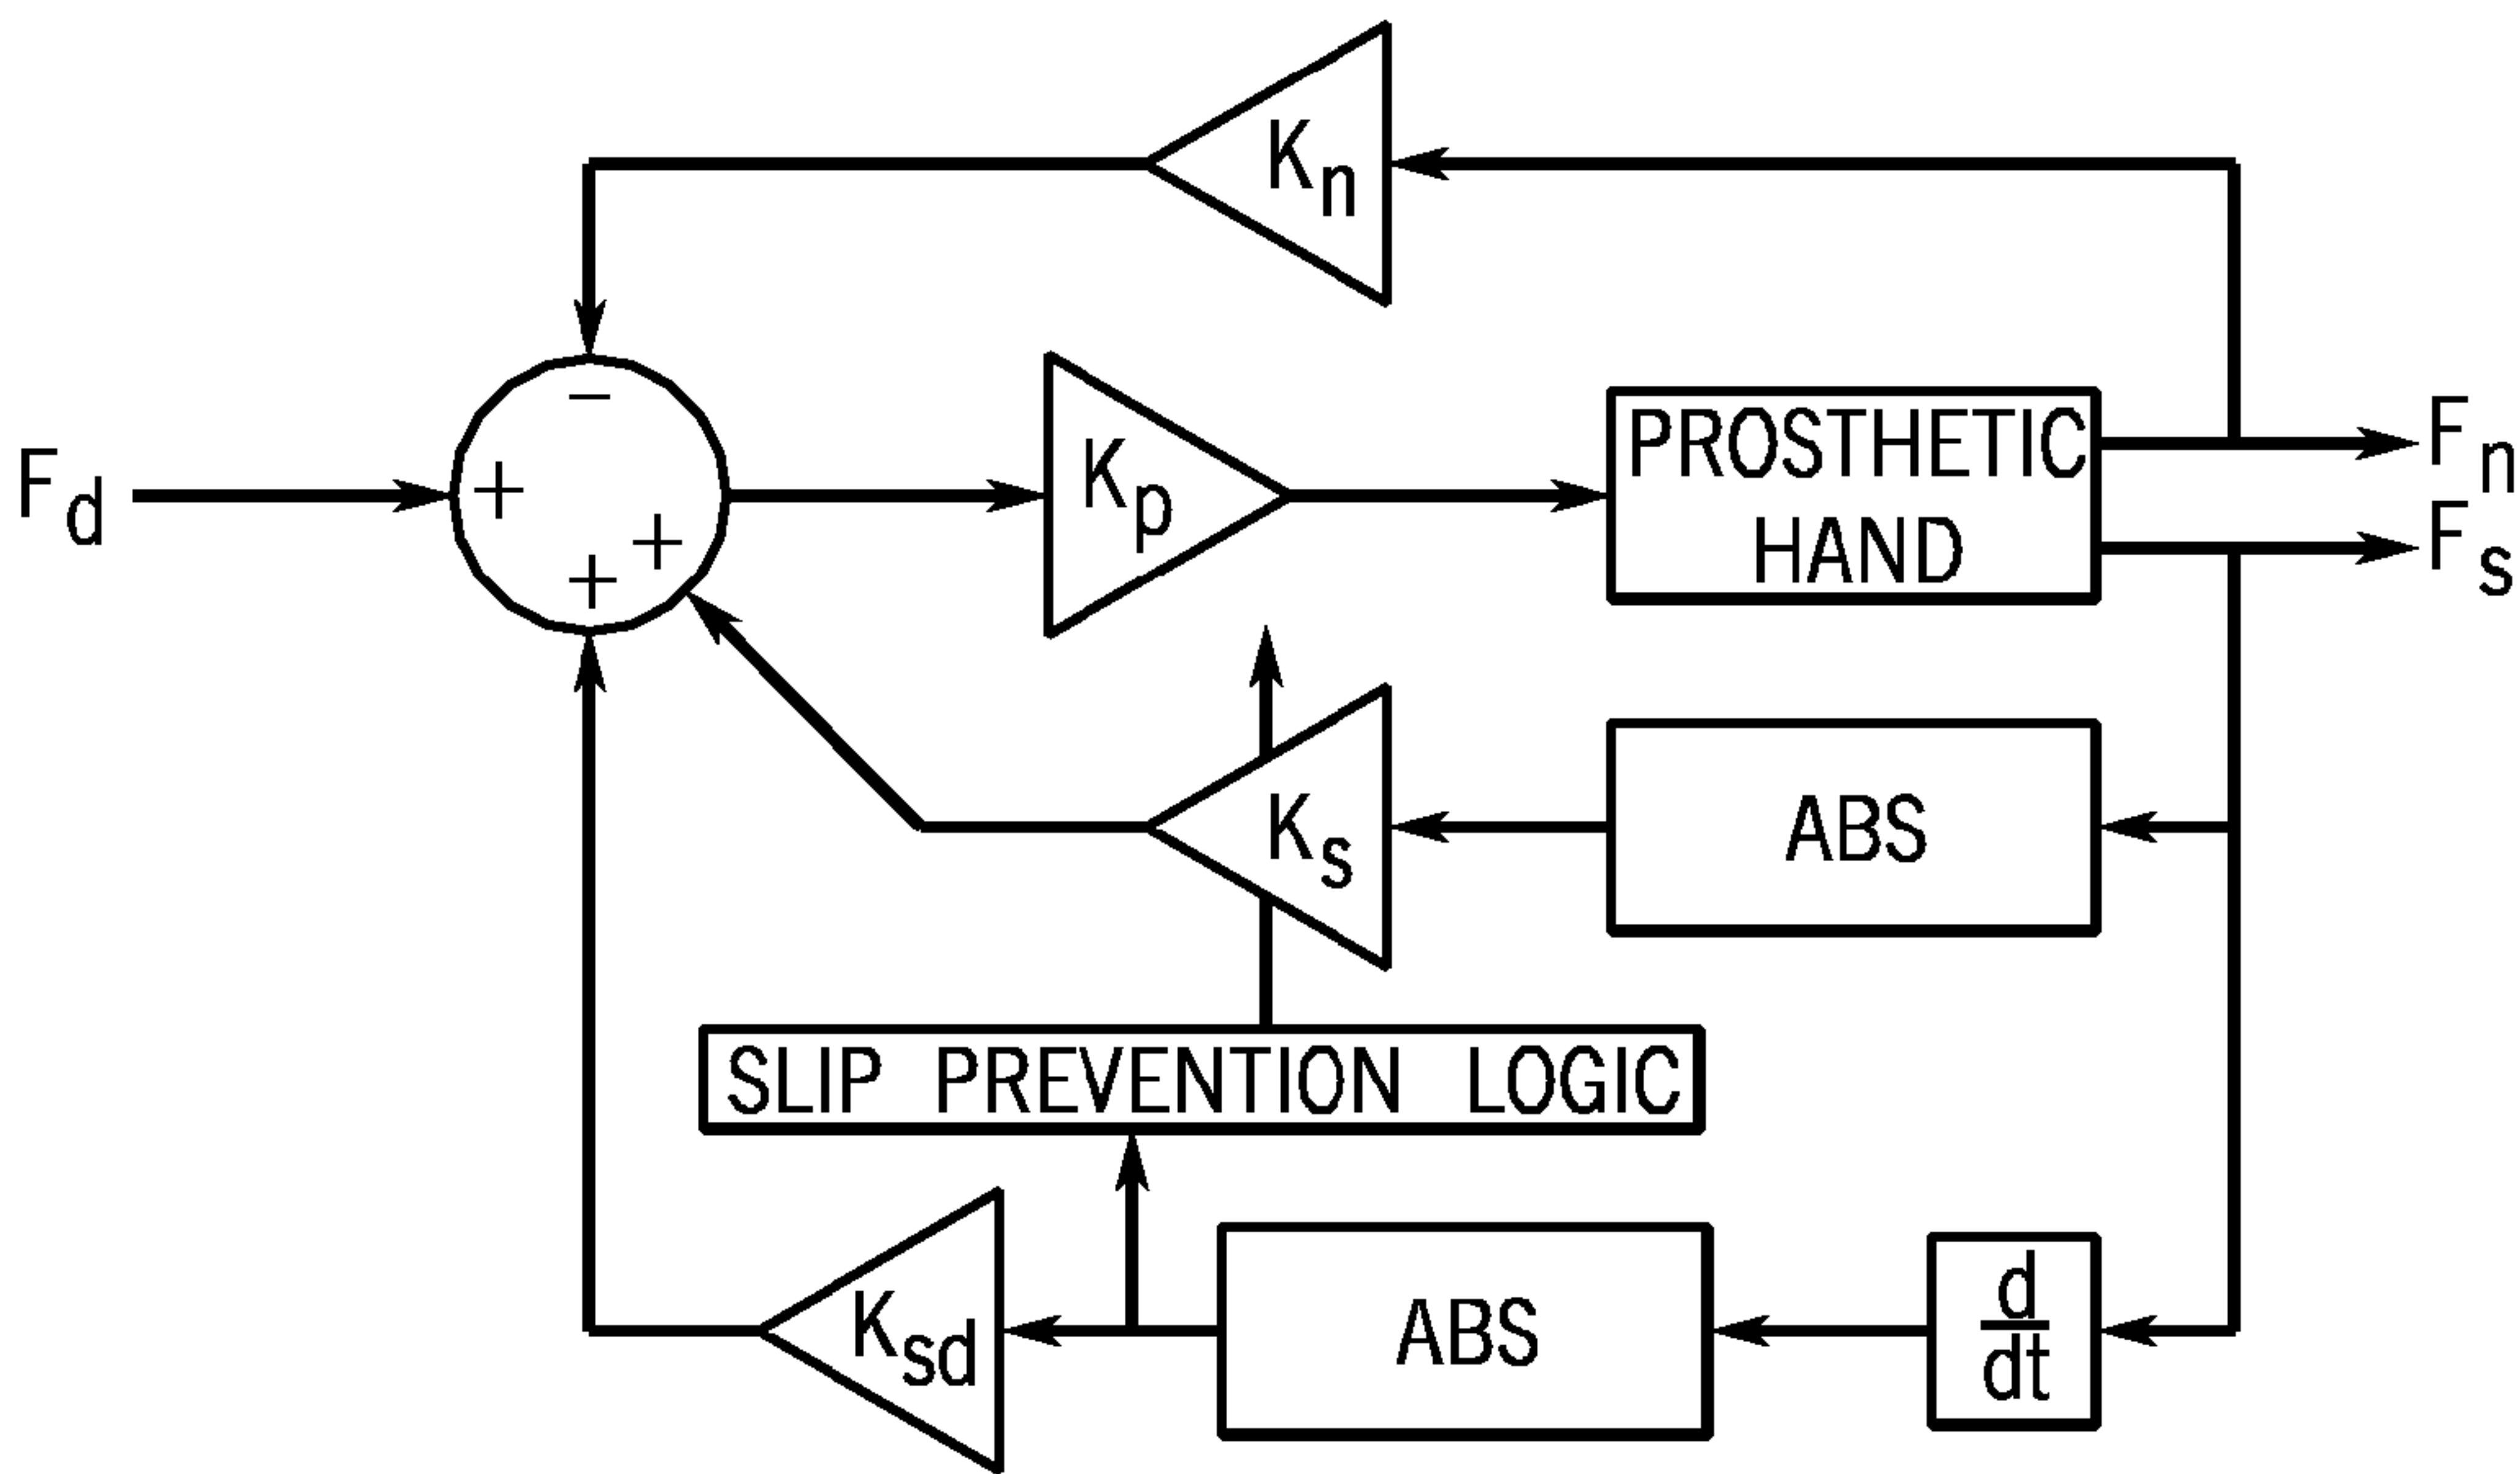 Kn
−
Fd
+
+
+
Kp
PROSTHETIC
HAND
Fn
Fs
Ks
ABS
SLIP PREVENTION LOGIC
Ksd
ABS
d
dt